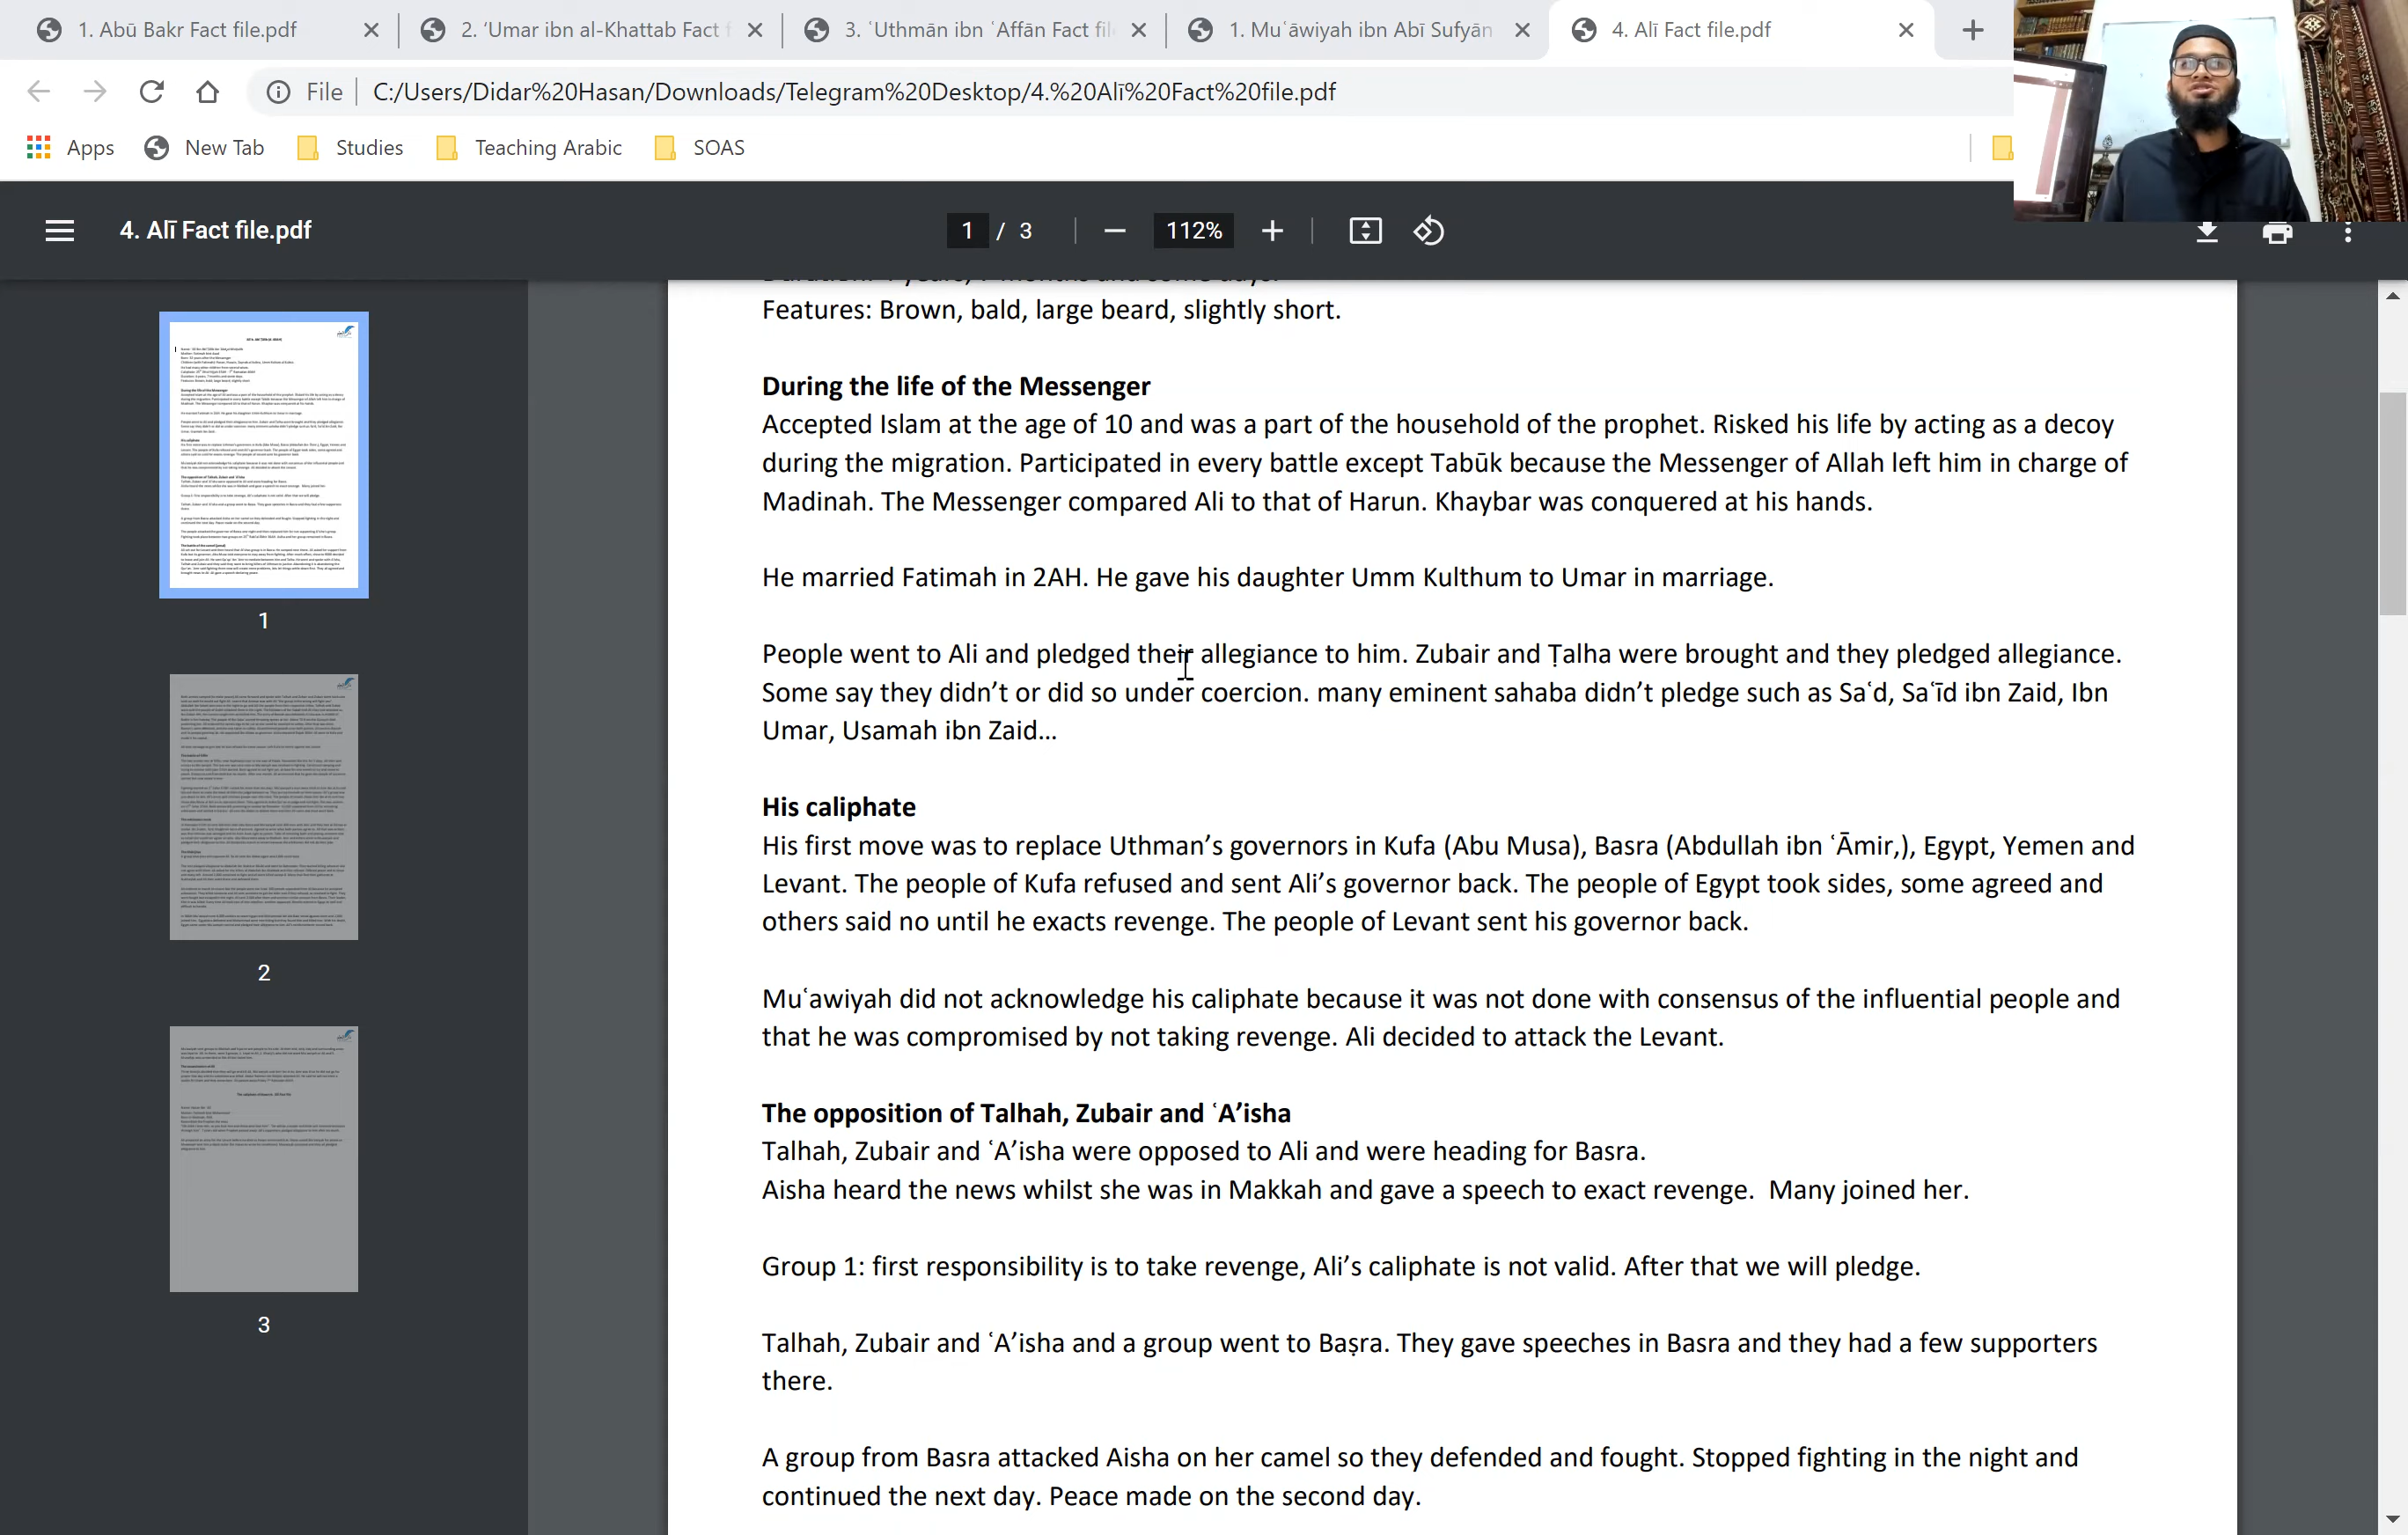 1. Abū Bakr Fact file.pdf
2. ‘Umar ibn al-Khattab Fact f
3. ʿUthmān ibn ʿAffān Fact fil
1. Muʿāwiyah ibn Abī Sufyān
4. Alī Fact file.pdf
File
C:/Users/Didar%20Hasan/Downloads/Telegram%20Desktop/4.%20Alī%20Fact%20file.pdf
Apps
New Tab
Studies
Teaching Arabic
SOAS
4. Alī Fact file.pdf
1 / 3
112%
1
2
3
Features: Brown, bald, large beard, slightly short.
During the life of the Messenger
Accepted Islam at the age of 10 and was a part of the household of the prophet. Risked his life by acting as a decoy
during the migration. Participated in every battle except Tabūk because the Messenger of Allah left him in charge of
Madinah. The Messenger compared Ali to that of Harun. Khaybar was conquered at his hands.
He married Fatimah in 2AH. He gave his daughter Umm Kulthum to Umar in marriage.
People went to Ali and pledged their allegiance to him. Zubair and Ṭalha were brought and they pledged allegiance.
Some say they didn’t or did so under coercion. many eminent sahaba didn’t pledge such as Saʿd, Saʿīd ibn Zaid, Ibn
Umar, Usamah ibn Zaid…
His caliphate
His first move was to replace Uthman’s governors in Kufa (Abu Musa), Basra (Abdullah ibn ʿĀmir,), Egypt, Yemen and
Levant. The people of Kufa refused and sent Ali’s governor back. The people of Egypt took sides, some agreed and
others said no until he exacts revenge. The people of Levant sent his governor back.
Muʿawiyah did not acknowledge his caliphate because it was not done with consensus of the influential people and
that he was compromised by not taking revenge. Ali decided to attack the Levant.
The opposition of Talhah, Zubair and ʿA’isha
Talhah, Zubair and ʿA’isha were opposed to Ali and were heading for Basra.
Aisha heard the news whilst she was in Makkah and gave a speech to exact revenge.  Many joined her.
Group 1: first responsibility is to take revenge, Ali’s caliphate is not valid. After that we will pledge.
Talhah, Zubair and ʿA’isha and a group went to Baṣra. They gave speeches in Basra and they had a few supporters
there.
A group from Basra attacked Aisha on her camel so they defended and fought. Stopped fighting in the night and
continued the next day. Peace made on the second day.